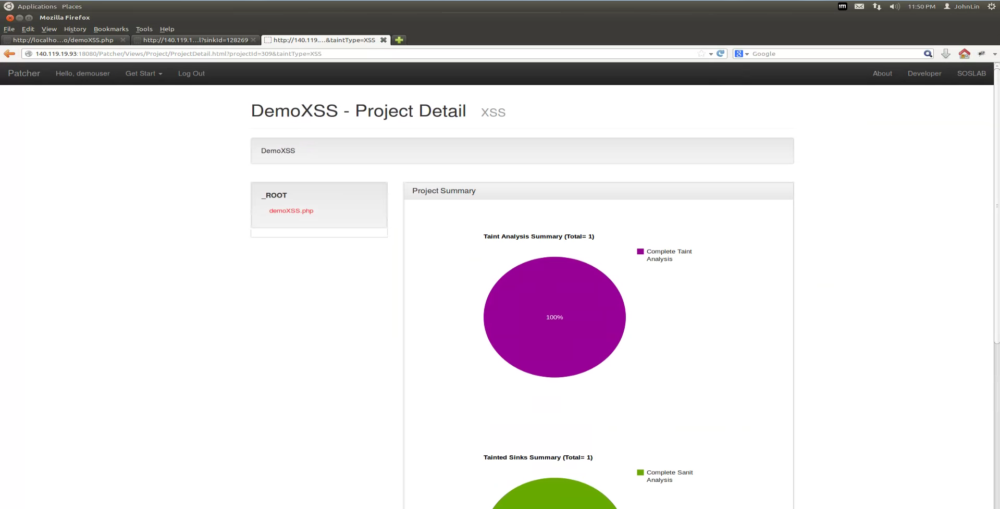 Applications Places
11:50 PM JohnLin
Mozilla Firefox
File Edit View History Bookmarks Tools Help
http://localho...o/demoXSS.php http://140.119.1...l?sinkId=128269 http://140.119....&taintType=XSS
140.119.19.93:18080/Patcher/Views/Project/ProjectDetail.html?projectId=309&taintType=XSS
Google
Patcher Hello, demouser Get Start Log Out About Developer SOSLAB
DemoXSS - Project Detail XSS
DemoXSS
_ROOT
demoXSS.php
Project Summary
Taint Analysis Summary (Total= 1)
Complete Taint
Analysis
100%
Tainted Sinks Summary (Total= 1)
Complete Sanit
Analysis